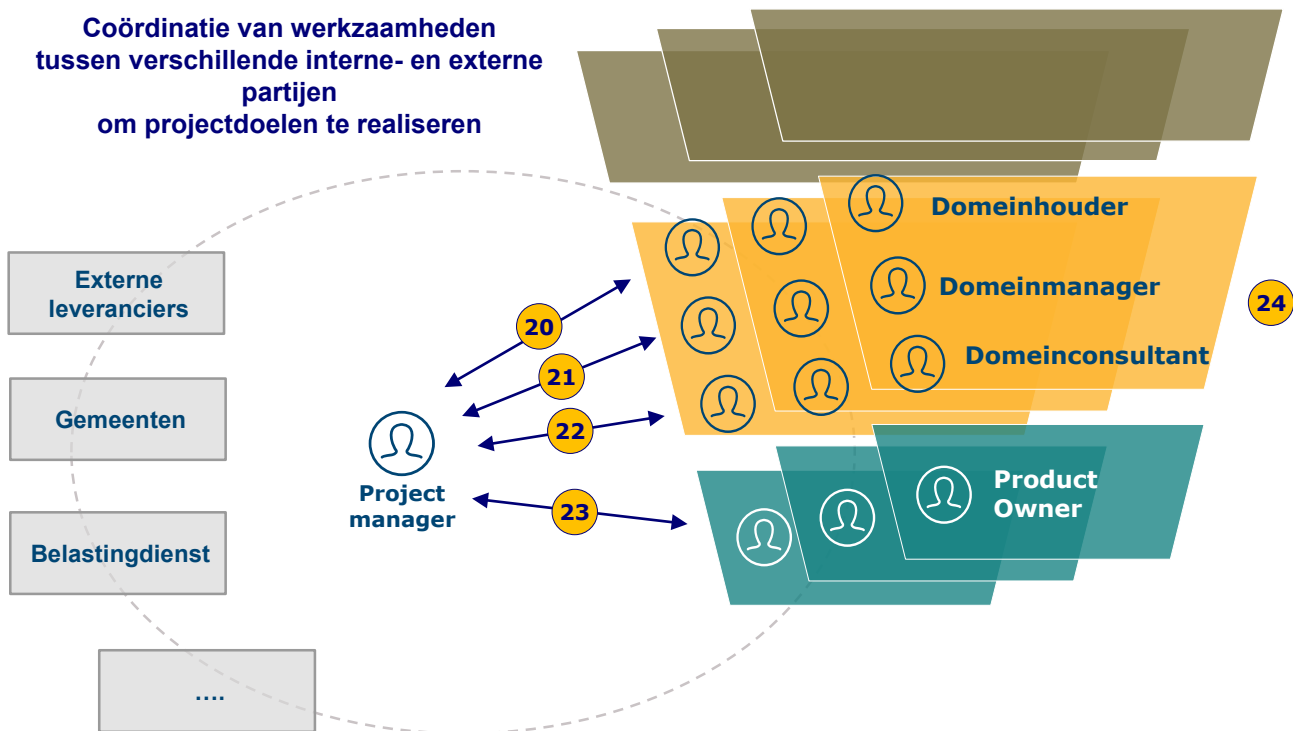 Coördinatie van werkzaamheden
tussen verschillende interne- en externe
partijen
om projectdoelen te realiseren
Domeinhouder
Externe
leveranciers
Domeinmanager
24
20
Domeinconsultant
21
Gemeenten
22
Project
manager
Product
Owner
23
Belastingdienst
....